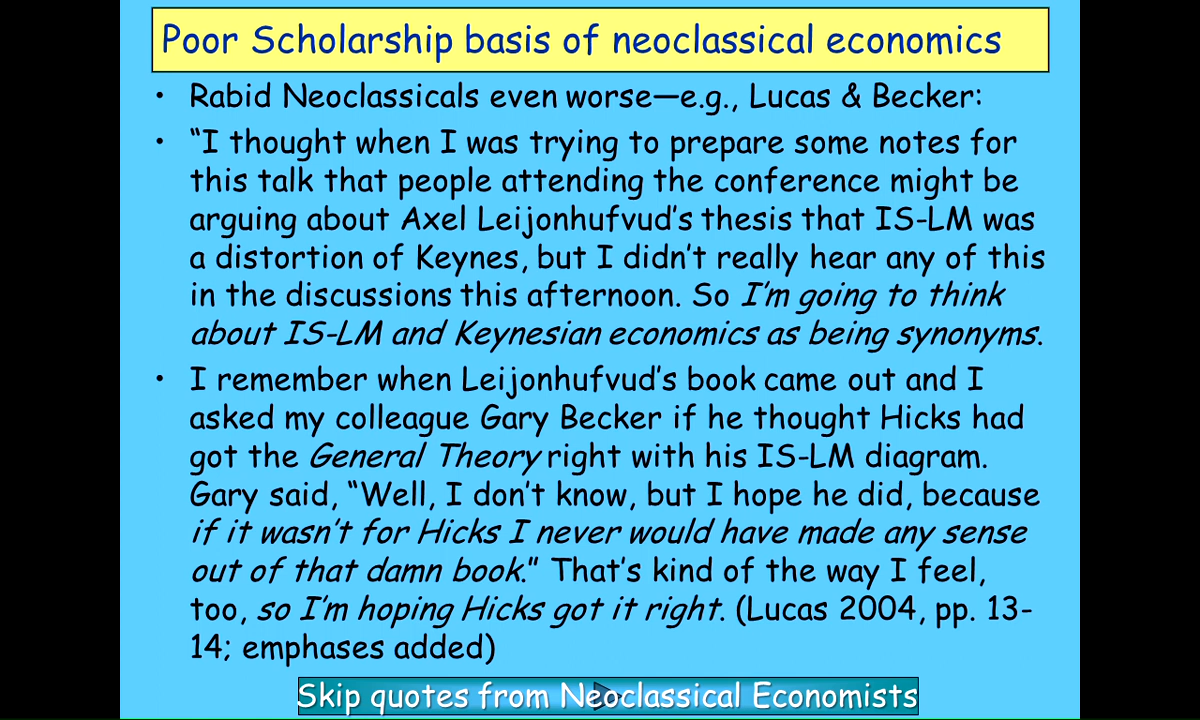 Poor Scholarship basis of neoclassical economics
• Rabid Neoclassicals even worse—e.g., Lucas & Becker:
• “I thought when I was trying to prepare some notes for
this talk that people attending the conference might be
arguing about Axel Leijonhufvud’s thesis that IS-LM was
a distortion of Keynes, but I didn’t really hear any of this
in the discussions this afternoon. So I’m going to think
about IS-LM and Keynesian economics as being synonyms.
• I remember when Leijonhufvud’s book came out and I
asked my colleague Gary Becker if he thought Hicks had
got the General Theory right with his IS-LM diagram.
Gary said, “Well, I don’t know, but I hope he did, because
if it wasn’t for Hicks I never would have made any sense
out of that damn book.” That’s kind of the way I feel,
too, so I’m hoping Hicks got it right. (Lucas 2004, pp. 13-
14; emphases added)
Skip quotes from Neoclassical Economists